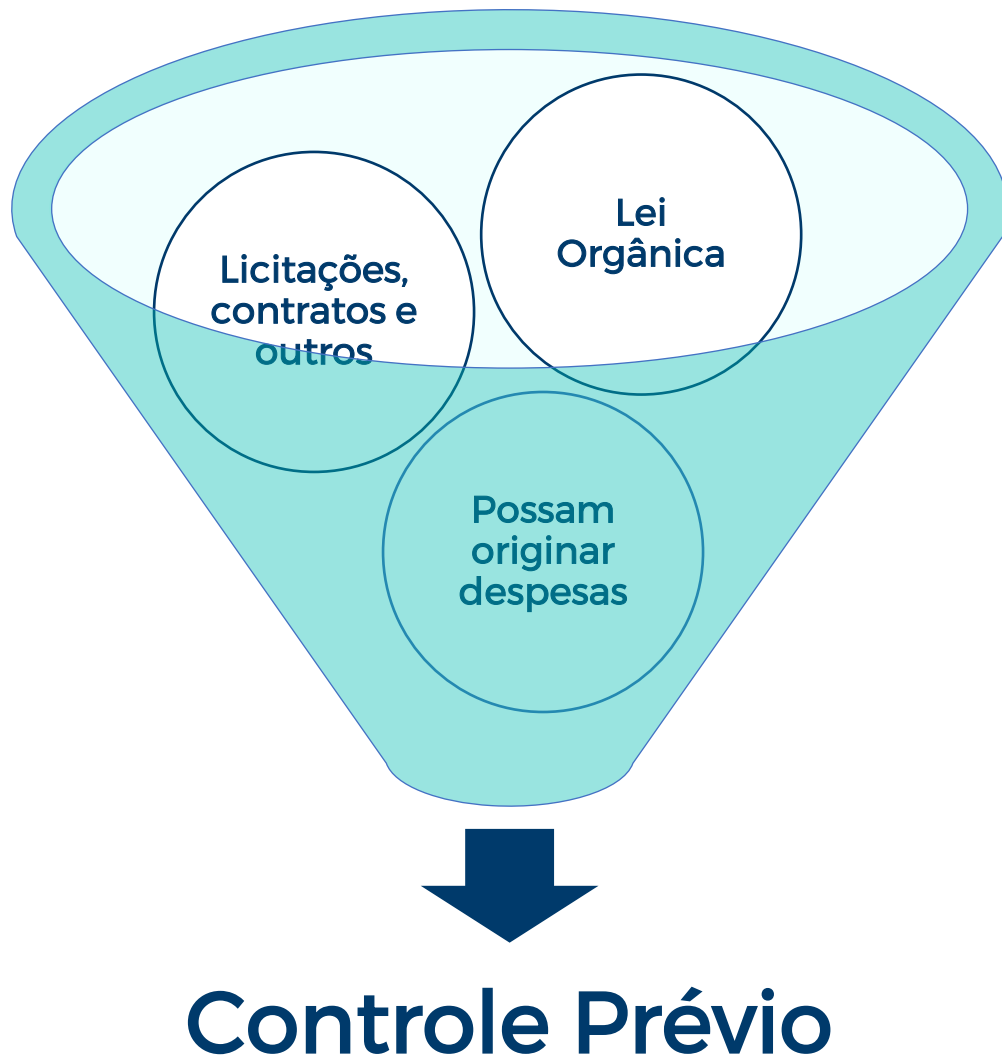 Lei
Orgânica
Licitações,
contratos e
outros
Possam
originar
despesas
Controle Prévio